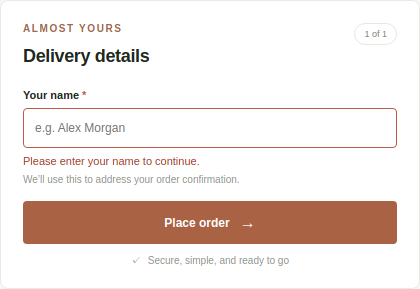 ALMOST YOURS
1 of 1
Delivery details
Your name *
e.g. Alex Morgan
Please enter your name to continue.
We'll use this to address your order confirmation.
Place order →
✓ Secure, simple, and ready to go